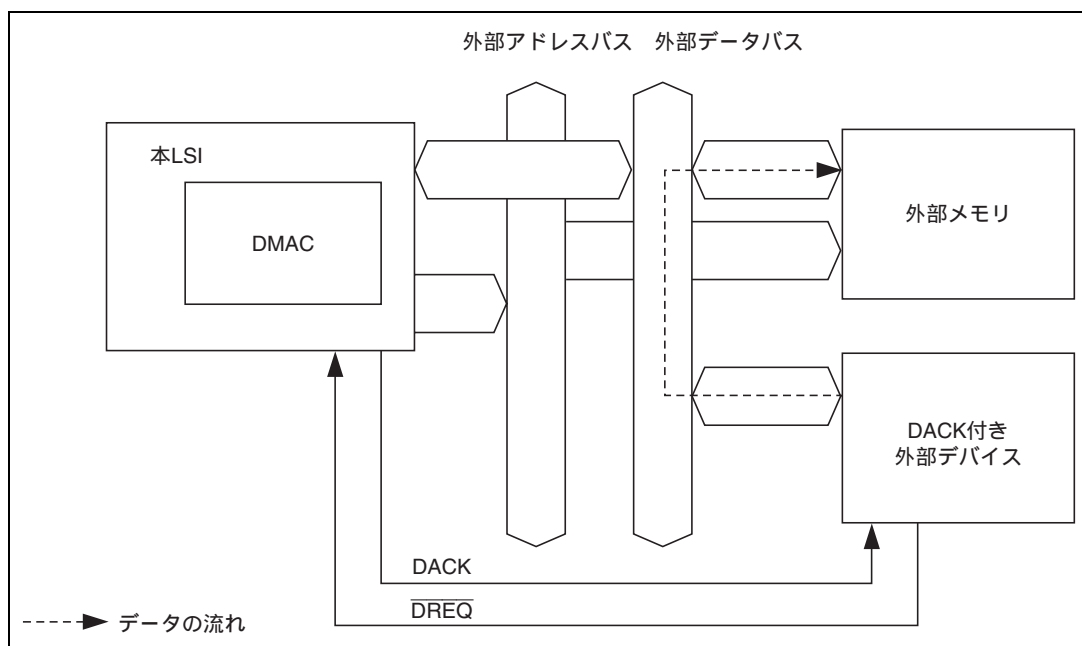 外部アドレスバス 外部データバス
本LSI
DMAC
外部メモリ
DACK付き
外部デバイス
DACK
DREQ
データの流れ